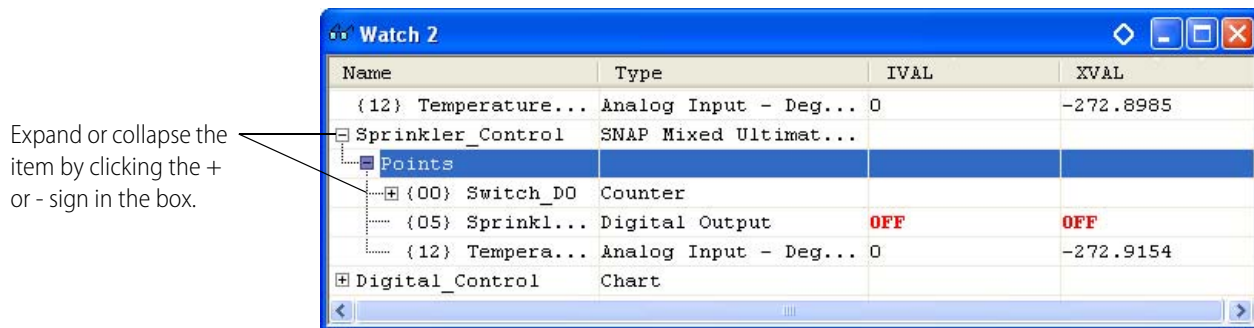 Watch 2
Name Type IVAL XVAL
{12} Temperature... Analog Input - Deg... 0 -272.8985
Sprinkler_Control SNAP Mixed Ultimat...
Points
{00} Switch_DO Counter
{05} Sprinkl... Digital Output OFF OFF
{12} Tempera... Analog Input - Deg... 0 -272.9154
Digital_Control Chart
Expand or collapse the
item by clicking the +
or - sign in the box.